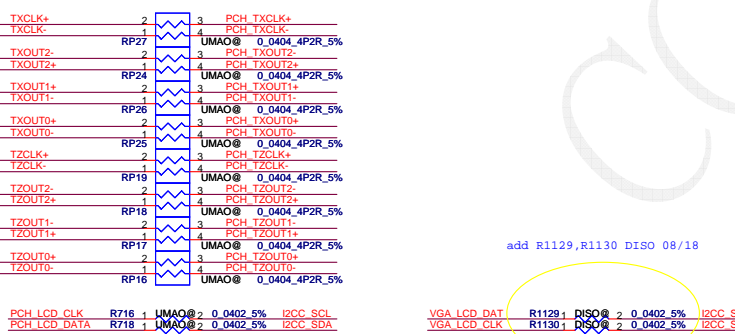 TXCLK+ 2 3 PCH_TXCLK+
TXCLK- 1 4 PCH_TXCLK-
RP27 UMAO@ 0_0404_4P2R_5%
TXOUT2- 2 3 PCH_TXOUT2-
TXOUT2+ 1 4 PCH_TXOUT2+
RP24 UMAO@ 0_0404_4P2R_5%
TXOUT1+ 2 3 PCH_TXOUT1+
TXOUT1- 1 4 PCH_TXOUT1-
RP26 UMAO@ 0_0404_4P2R_5%
TXOUT0+ 2 3 PCH_TXOUT0+
TXOUT0- 1 4 PCH_TXOUT0-
RP25 UMAO@ 0_0404_4P2R_5%
TZCLK+ 2 3 PCH_TZCLK+
TZCLK- 1 4 PCH_TZCLK-
RP19 UMAO@ 0_0404_4P2R_5%
TZOUT2- 2 3 PCH_TZOUT2-
TZOUT2+ 1 4 PCH_TZOUT2+
RP18 UMAO@ 0_0404_4P2R_5%
TZOUT1- 2 3 PCH_TZOUT1-
TZOUT1+ 1 4 PCH_TZOUT1+
RP17 UMAO@ 0_0404_4P2R_5%
TZOUT0+ 2 3 PCH_TZOUT0+
TZOUT0- 1 4 PCH_TZOUT0-
RP16 UMAO@ 0_0404_4P2R_5%
add R1129,R1130 DISO 08/18
PCH_LCD_CLK R716 1 UMAO@ 2 0_0402_5% I2CC_SCL
PCH_LCD_DATA R718 1 UMAO@ 2 0_0402_5% I2CC_SDA
VGA_LCD_DAT R1129 1 DISO@ 2 0_0402_5%
VGA_LCD_CLK R1130 1 DISO@ 2 0_0402_5%